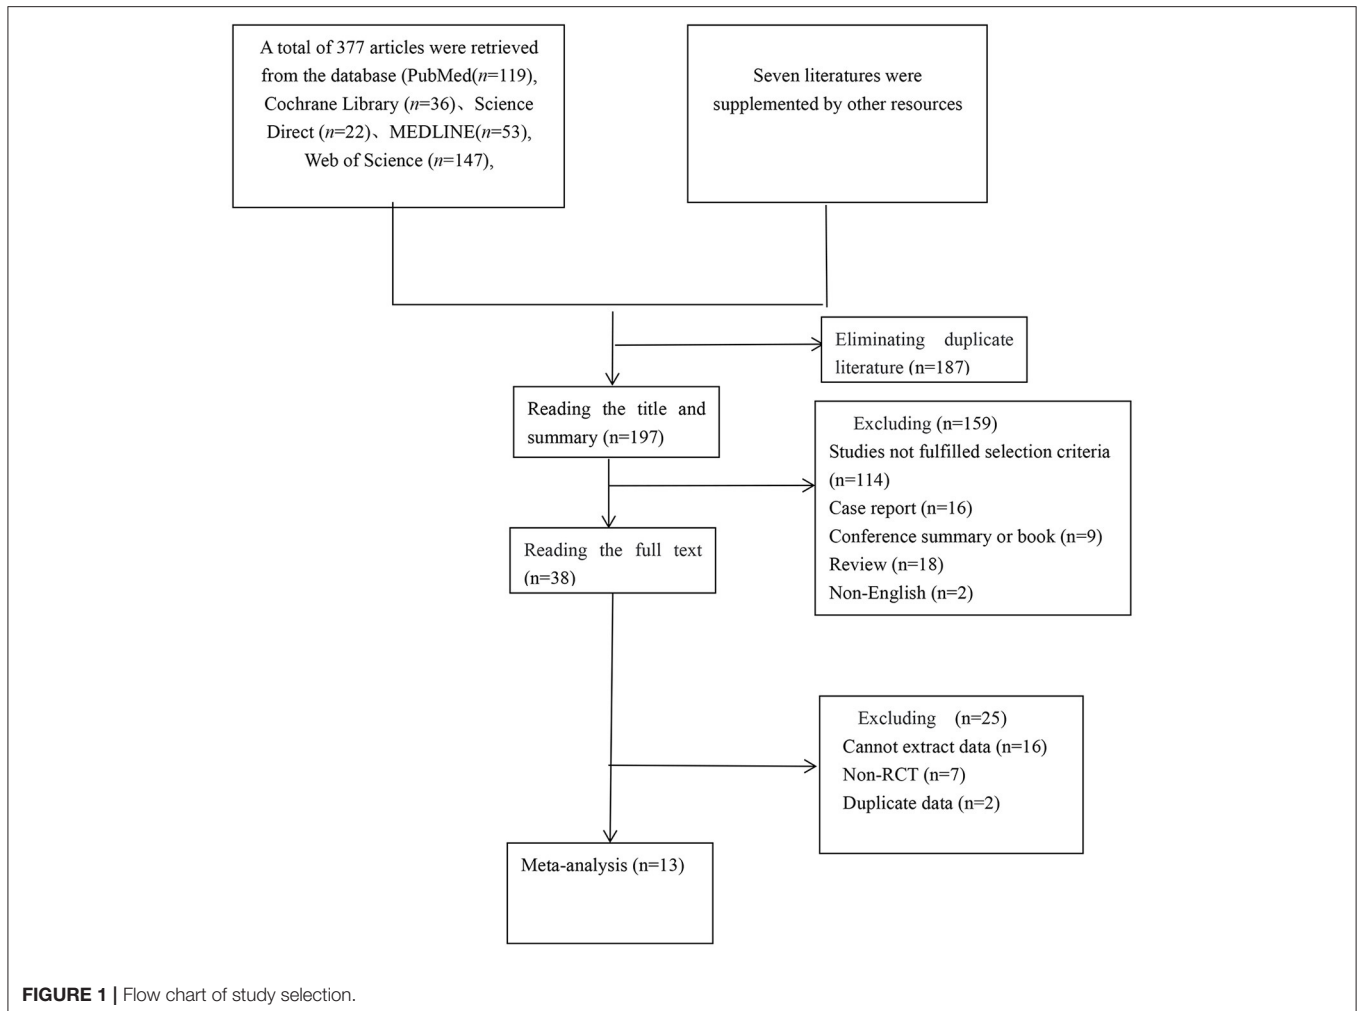 A total of 377 articles were retrieved
from the database (PubMed(n=119),
Cochrane Library (n=36)、Science
Direct (n=22)、MEDLINE(n=53),
Web of Science (n=147),
Seven literatures were
supplemented by other resources
Eliminating duplicate
literature (n=187)
Reading the title and
summary (n=197)
Excluding (n=159)
Studies not fulfilled selection criteria
(n=114)
Case report (n=16)
Conference summary or book (n=9)
Review (n=18)
Non-English (n=2)
Reading the full text
(n=38)
Excluding (n=25)
Cannot extract data (n=16)
Non-RCT (n=7)
Duplicate data (n=2)
Meta-analysis (n=13)
FIGURE 1 | Flow chart of study selection.